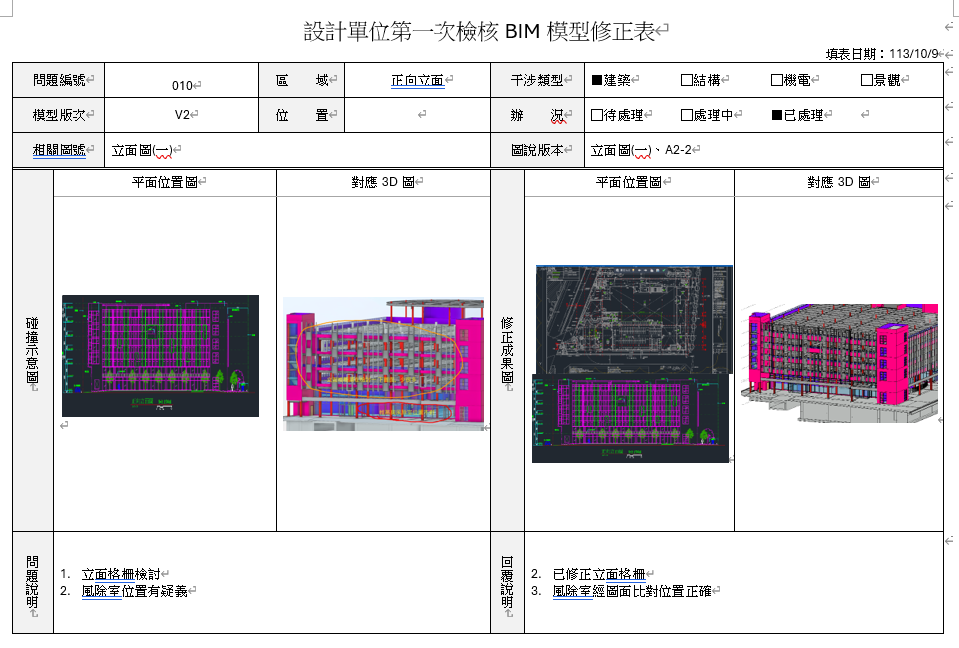 設計單位第一次檢核 BIM 模型修正表
填表日期：113/10/9
問題編號 010 區域 正向立面 干涉類型 ■建築 □結構 □機電 □景觀
模型版次 V2 位置 辦況 □待處理 □處理中 ■已處理
相關圖號 立面圖(一) 圖說版本 立面圖(一)、A2-2
平面位置圖 對應 3D 圖 平面位置圖 對應 3D 圖
碰撞示意圖
修正成果圖
問題說明
1. 立面格柵檢討
2. 風除室位置有疑義
回覆說明
2. 已修正立面格柵
3. 風除室經圖面比對位置正確